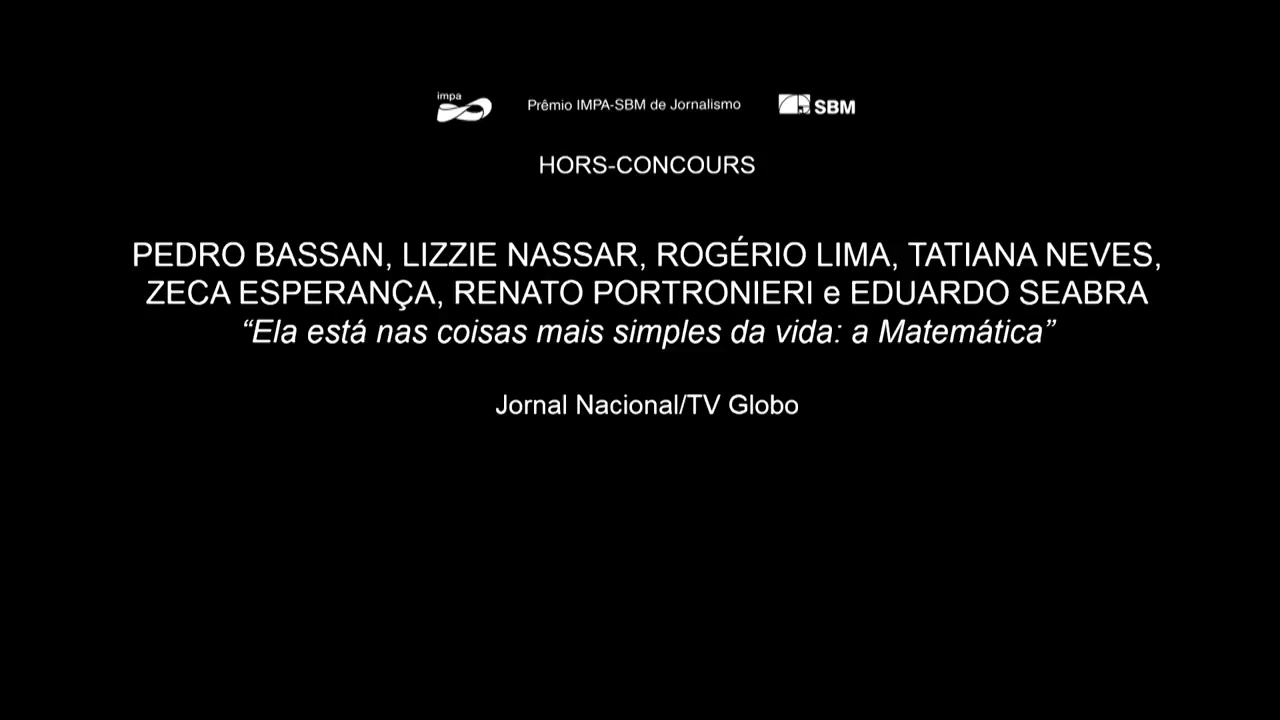 impa
Prêmio IMPA-SBM de Jornalismo
SBM
HORS-CONCOURS
PEDRO BASSAN, LIZZIE NASSAR, ROGÉRIO LIMA, TATIANA NEVES,
ZECA ESPERANÇA, RENATO PORTRONIERI e EDUARDO SEABRA
“Ela está nas coisas mais simples da vida: a Matemática”
Jornal Nacional/TV Globo